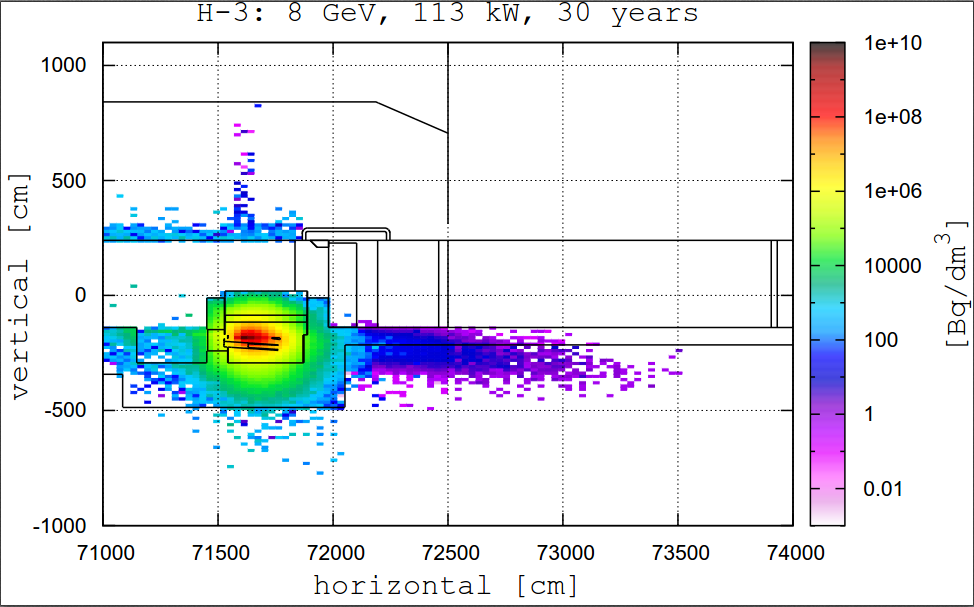 H-3: 8 GeV, 113 kW, 30 years
1000
500
0
-500
-1000
vertical [cm]
71000 71500 72000 72500 73000 73500 74000
horizontal [cm]
1e+10
1e+08
1e+06
10000
100
1
0.01
[Bq/dm³]